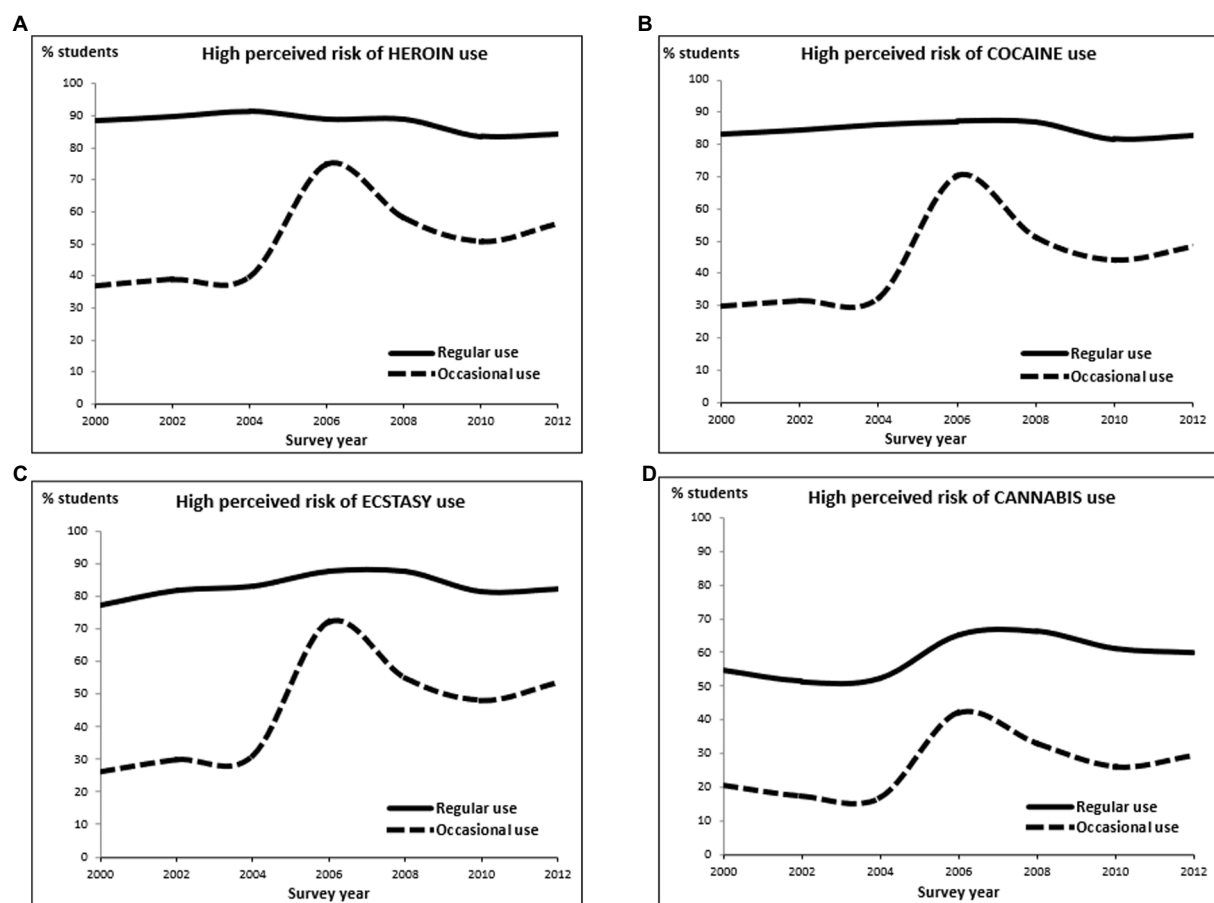 A
% students
High perceived risk of HEROIN use
100
90
80
70
60
50
40
30
20
10
0
Regular use
Occasional use
2000 2002 2004 2006 2008 2010 2012
Survey year
B
% students
High perceived risk of COCAINE use
100
90
80
70
60
50
40
30
20
10
0
Regular use
Occasional use
2000 2002 2004 2006 2008 2010 2012
Survey year
C
% students
High perceived risk of ECSTASY use
100
90
80
70
60
50
40
30
20
10
0
Regular use
Occasional use
2000 2002 2004 2006 2008 2010 2012
Survey year
D
% students
High perceived risk of CANNABIS use
100
90
80
70
60
50
40
30
20
10
0
Regular use
Occasional use
2000 2002 2004 2006 2008 2010 2012
Survey year